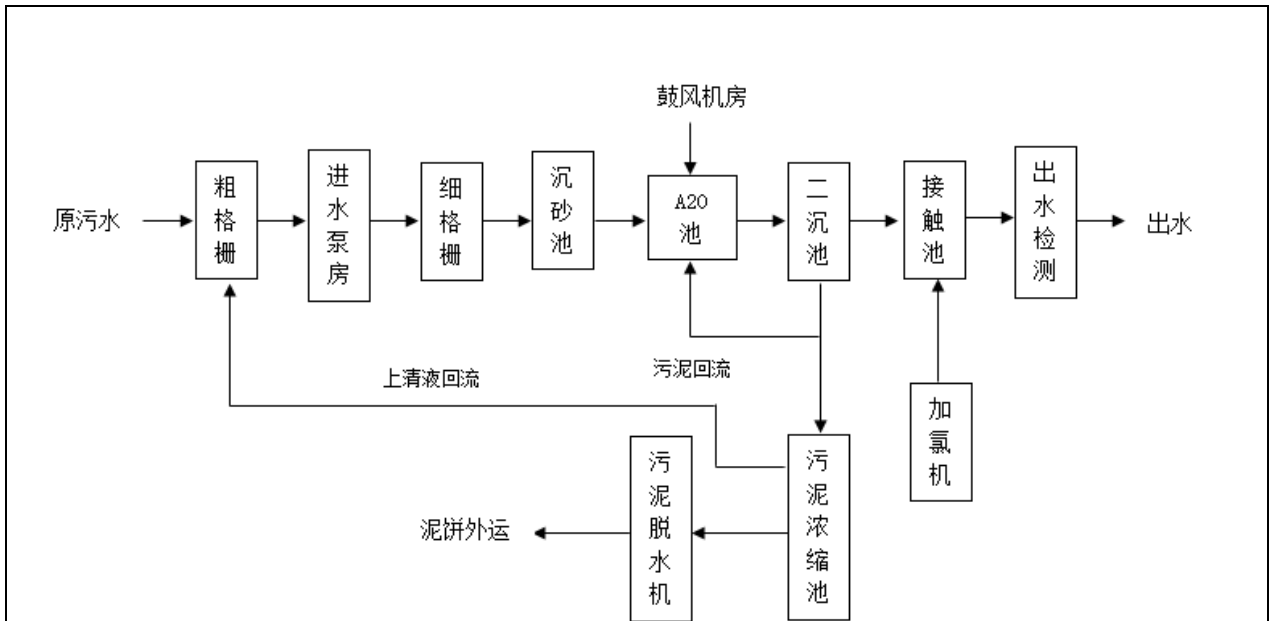 鼓风机房
原污水
粗格栅
进水泵房
细格栅
沉砂池
A2O
池
二沉池
接触池
出水检测
出水
上清液回流
污泥回流
加氯机
泥饼外运
污泥脱水机
污泥浓缩池